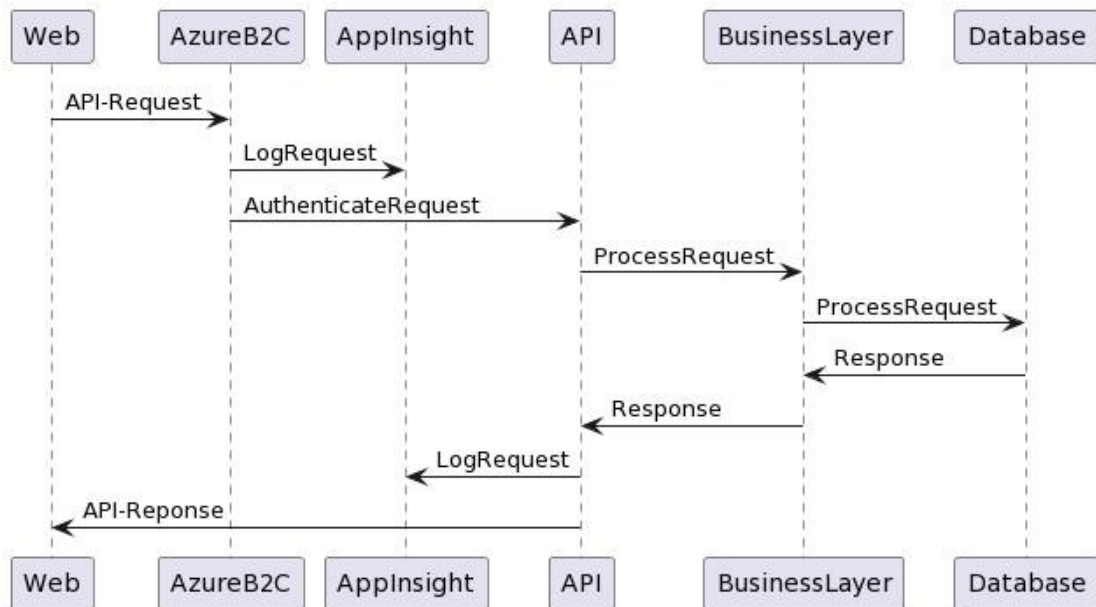 Web AzureB2C AppInsight API BusinessLayer Database
API-Request
LogRequest
AuthenticateRequest
ProcessRequest
ProcessRequest
Response
Response
LogRequest
API-Reponse
Web AzureB2C AppInsight API BusinessLayer Database